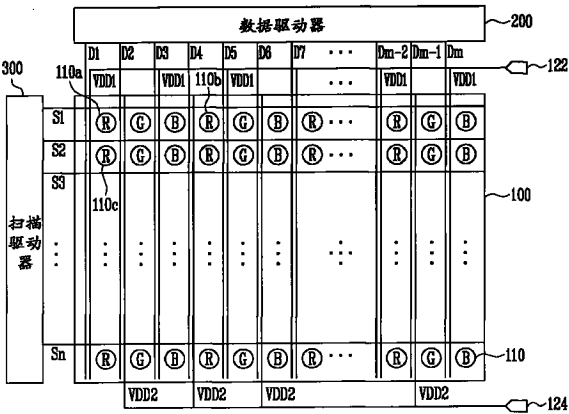 数据驱动器
200
D1 D2 D3 D4 D5 D6 D7 ··· Dm-2 Dm-1 Dm
300
110a
VDD1 VDD1 110b VDD1 VDD1 VDD1
122
S1 R G B R G B R ··· R G B
S2 R G B R G B R ··· R G B
S3
110c
100
扫描驱动器
Sn R G B R G B R ··· R G B
110
VDD2 VDD2 VDD2 VDD2
124